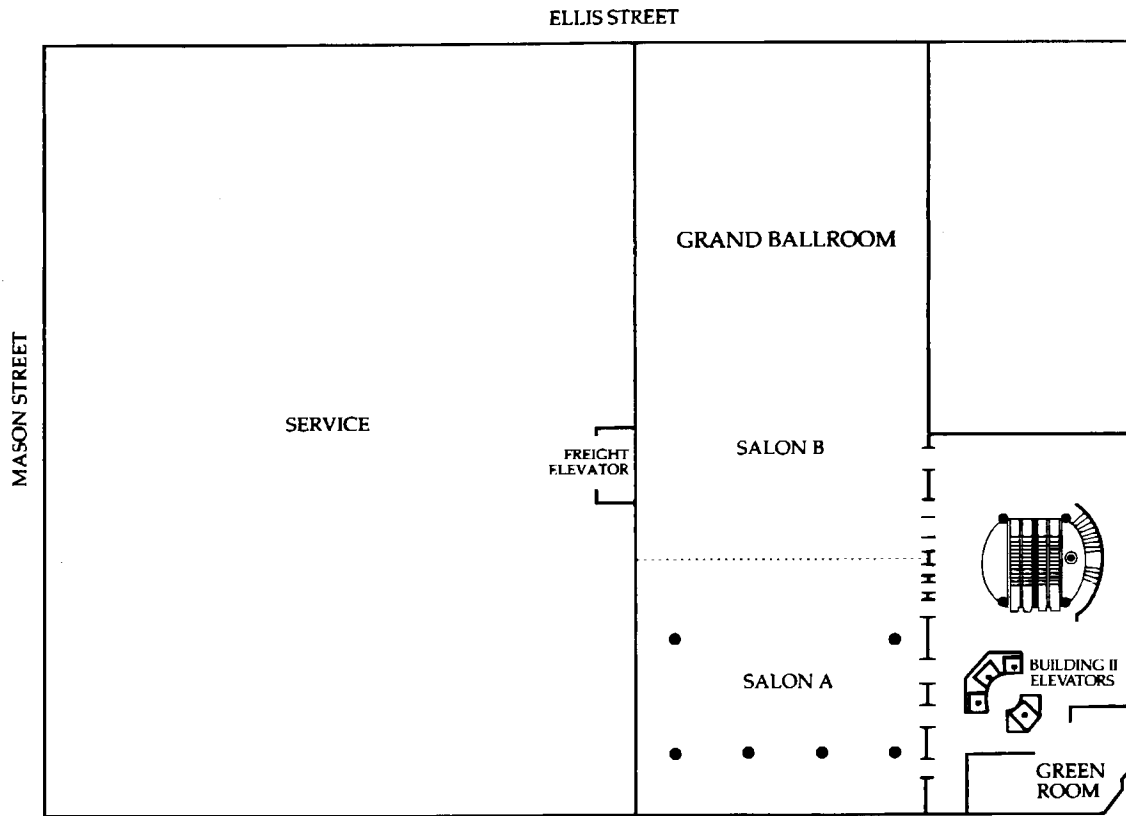 ELLIS STREET
GRAND BALLROOM
MASON STREET
SERVICE
FREIGHT
ELEVATOR
SALON B
SALON A
BUILDING II
ELEVATORS
GREEN
ROOM